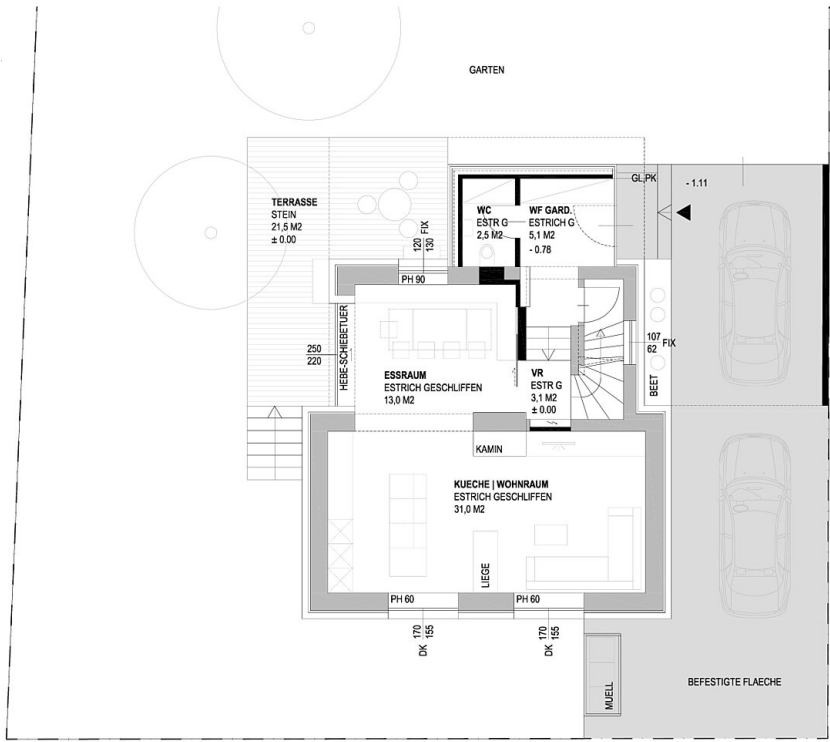 GARTEN
GL,PK
- 1.11
TERRASSE
STEIN
21,5 M2
± 0.00
WC
ESTR G
2,5 M2
WF GARD.
ESTRICH G
5,1 M2
- 0.78
120
130
FIX
PH 90
HEBE-SCHIEBETUER
250
220
107
62
FIX
BEET
ESSRAUM
ESTRICH GESCHLIFFEN
13,0 M2
VR
ESTR G
3,1 M2
± 0.00
KAMIN
KUECHE | WOHNRAUM
ESTRICH GESCHLIFFEN
31,0 M2
LIEGE
PH 60
PH 60
DK
170
155
DK
170
155
MUELL
BEFESTIGTE FLAECHE